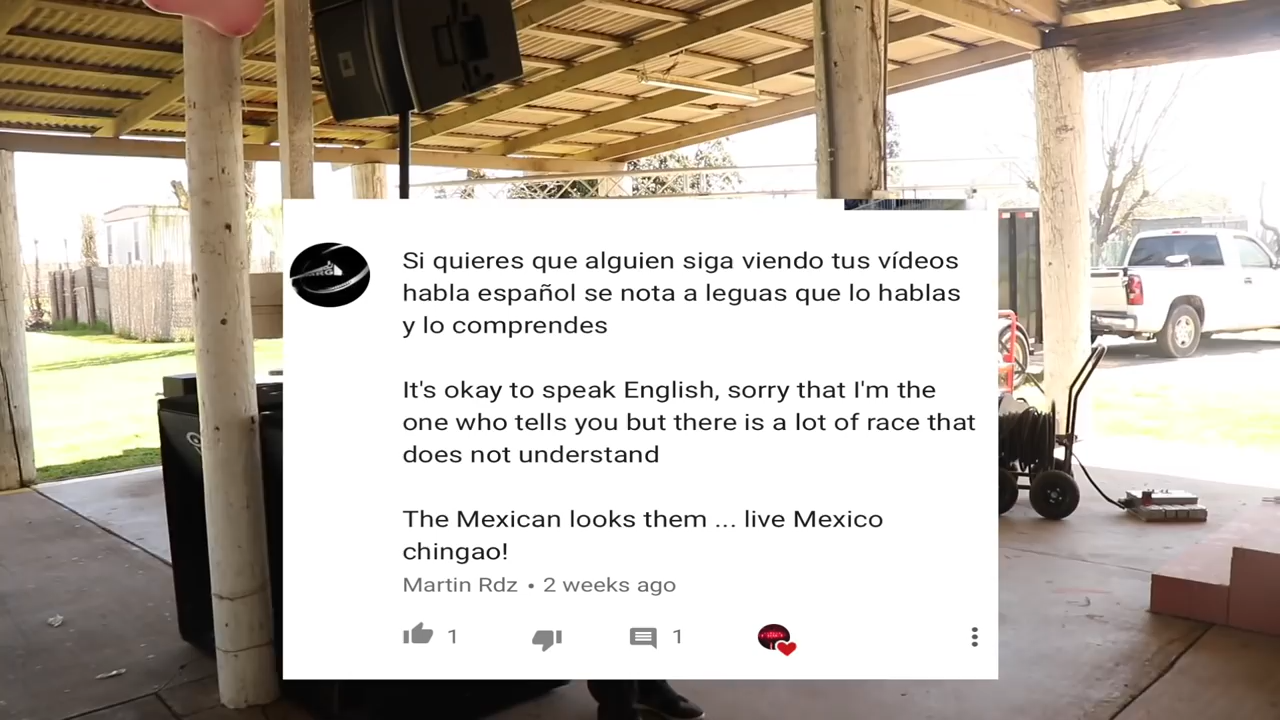 Si quieres que alguien siga viendo tus vídeos
habla español se nota a leguas que lo hablas
y lo comprendes
It's okay to speak English, sorry that I'm the
one who tells you but there is a lot of race that
does not understand
The Mexican looks them ... live Mexico
chingao!
Martin Rdz • 2 weeks ago
1
1